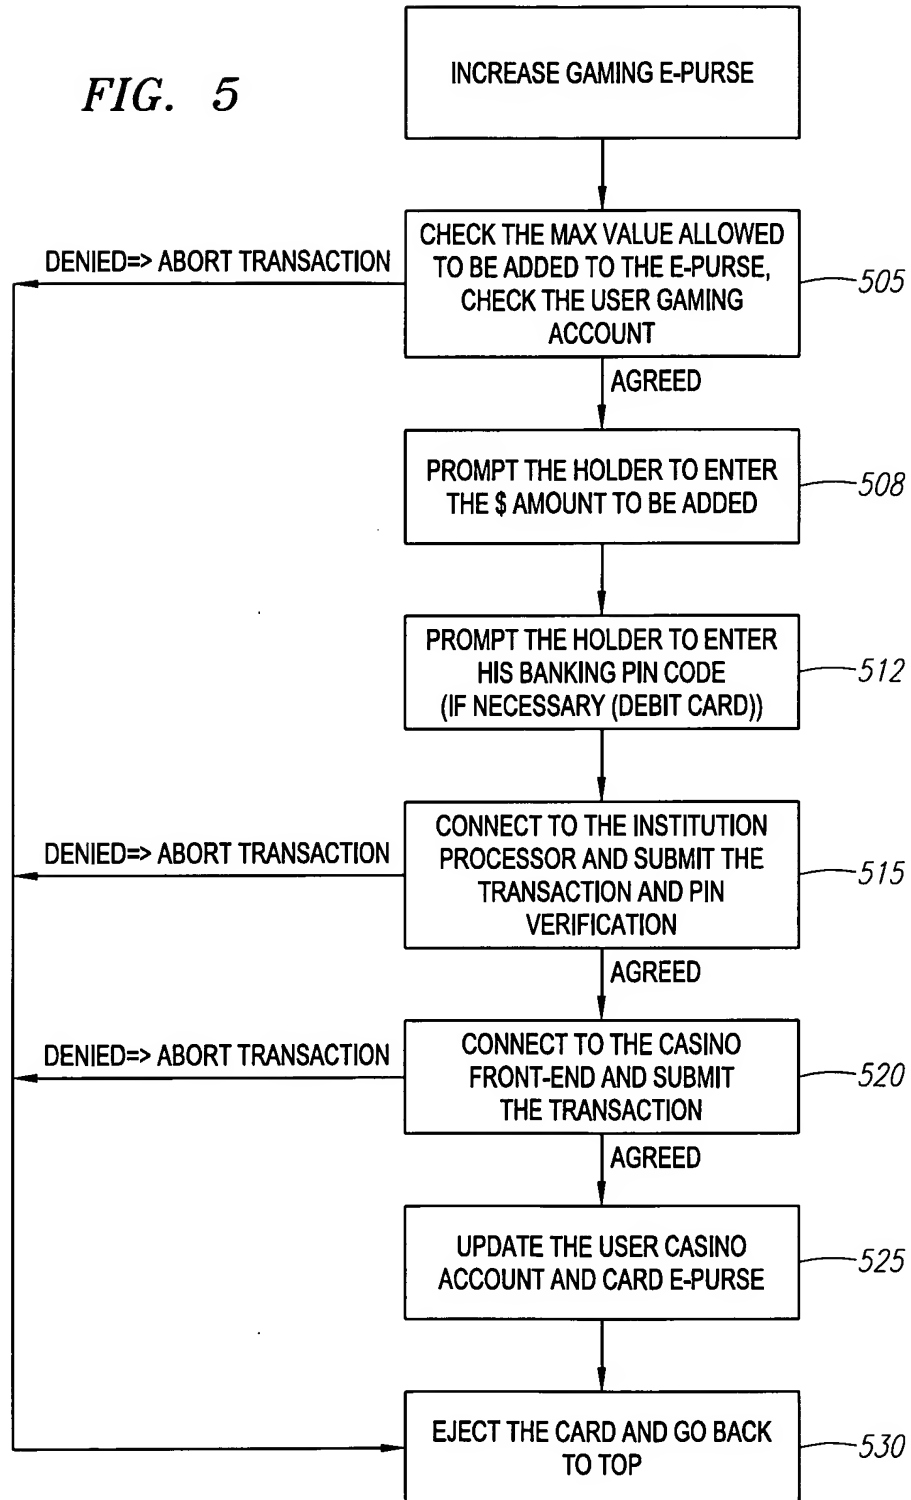 FIG. 5
INCREASE GAMING E-PURSE
CHECK THE MAX VALUE ALLOWED
TO BE ADDED TO THE E-PURSE,
CHECK THE USER GAMING
ACCOUNT
505
DENIED=> ABORT TRANSACTION
AGREED
PROMPT THE HOLDER TO ENTER
THE $ AMOUNT TO BE ADDED
508
PROMPT THE HOLDER TO ENTER
HIS BANKING PIN CODE
(IF NECESSARY (DEBIT CARD))
512
CONNECT TO THE INSTITUTION
PROCESSOR AND SUBMIT THE
TRANSACTION AND PIN
VERIFICATION
515
DENIED=> ABORT TRANSACTION
AGREED
CONNECT TO THE CASINO
FRONT-END AND SUBMIT
THE TRANSACTION
520
DENIED=> ABORT TRANSACTION
AGREED
UPDATE THE USER CASINO
ACCOUNT AND CARD E-PURSE
525
EJECT THE CARD AND GO BACK
TO TOP
530